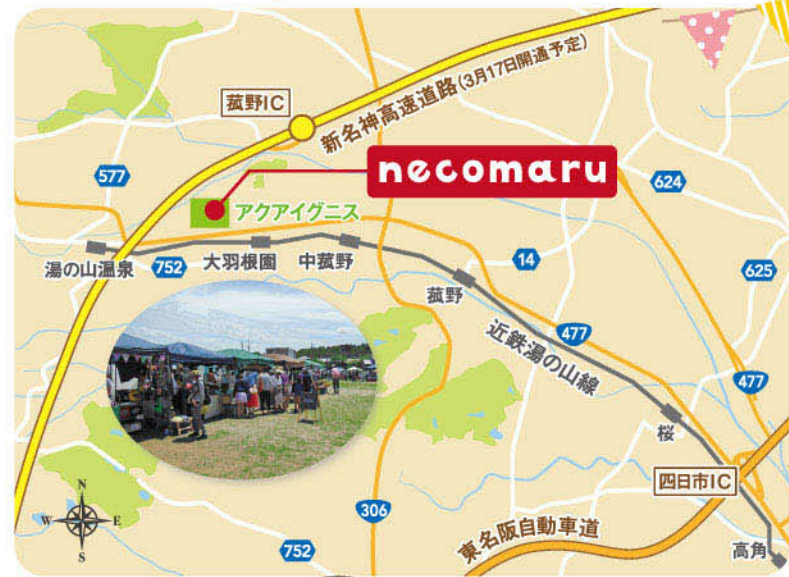 菰野IC
新名神高速道路(3月17日開通予定)
necomaru
577
624
アクアイグニス
湯の山温泉
752
大羽根園
中菰野
14
625
菰野
近鉄湯の山線
477
477
桜
四日市IC
306
N
W
E
S
752
東名阪自動車道
高角